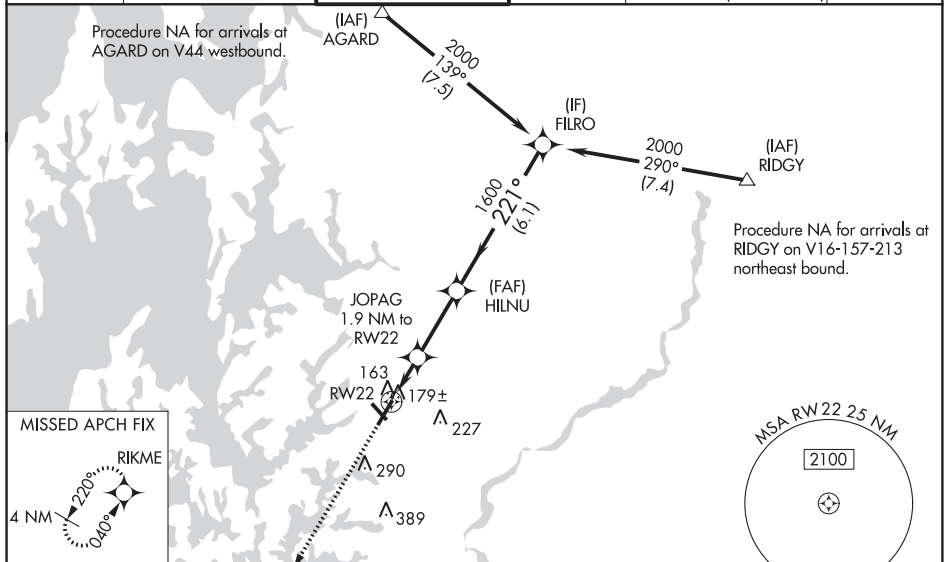 Procedure NA for arrivals at
AGARD on V44 westbound.
(IAF)
AGARD
2000
139°
(7.5)
(IF)
FILRO
2000
290°
(7.4)
(IAF)
RIDGY
1600
221°
(6.1)
Procedure NA for arrivals at
RIDGY on V16-157-213
northeast bound.
(FAF)
HILNU
JOPAG
1.9 NM to
RW22
163
RW22
179±
227
290
389
MISSED APCH FIX
RIKME
220°
4 NM
040°
MSA RW 22 25 NM
2100